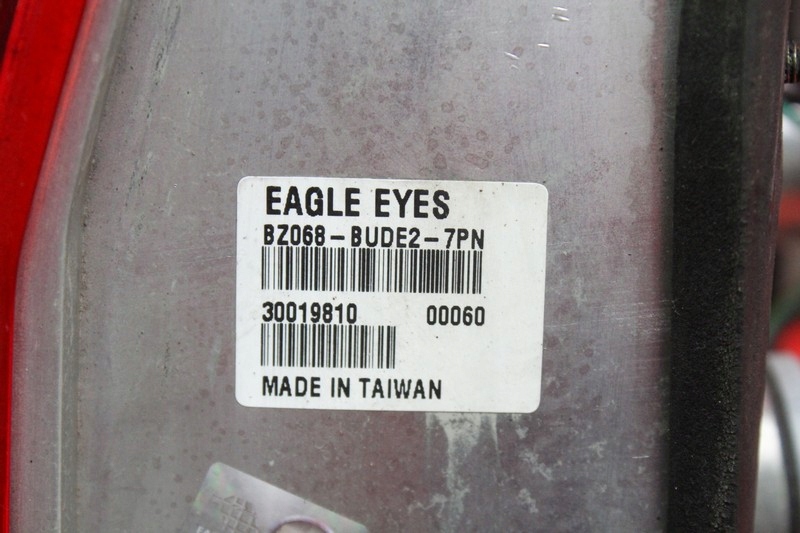 EAGLE EYES
BZ068-BUDE2-7PN
30019810 00060
MADE IN TAIWAN